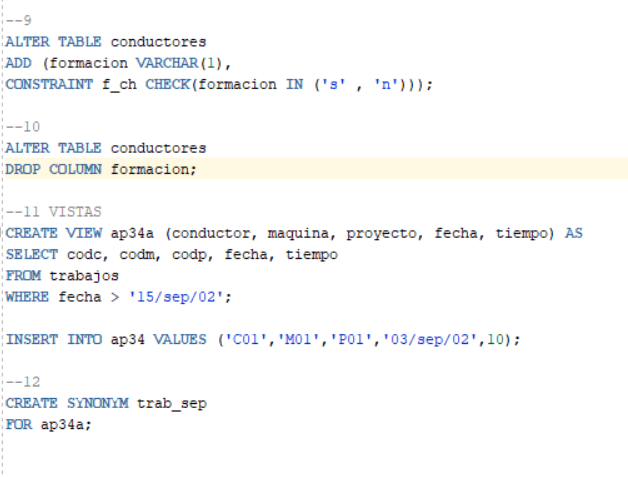 --9
ALTER TABLE conductores
ADD (formacion VARCHAR(1),
CONSTRAINT f_ch CHECK(formacion IN ('s' , 'n')));
--10
ALTER TABLE conductores
DROP COLUMN formacion;
--11 VISTAS
CREATE VIEW ap34a (conductor, maquina, proyecto, fecha, tiempo) AS
SELECT codc, codm, codp, fecha, tiempo
FROM trabajos
WHERE fecha > '15/sep/02';
INSERT INTO ap34 VALUES ('C01','M01','P01','03/sep/02',10);
--12
CREATE SYNONYM trab_sep
FOR ap34a;